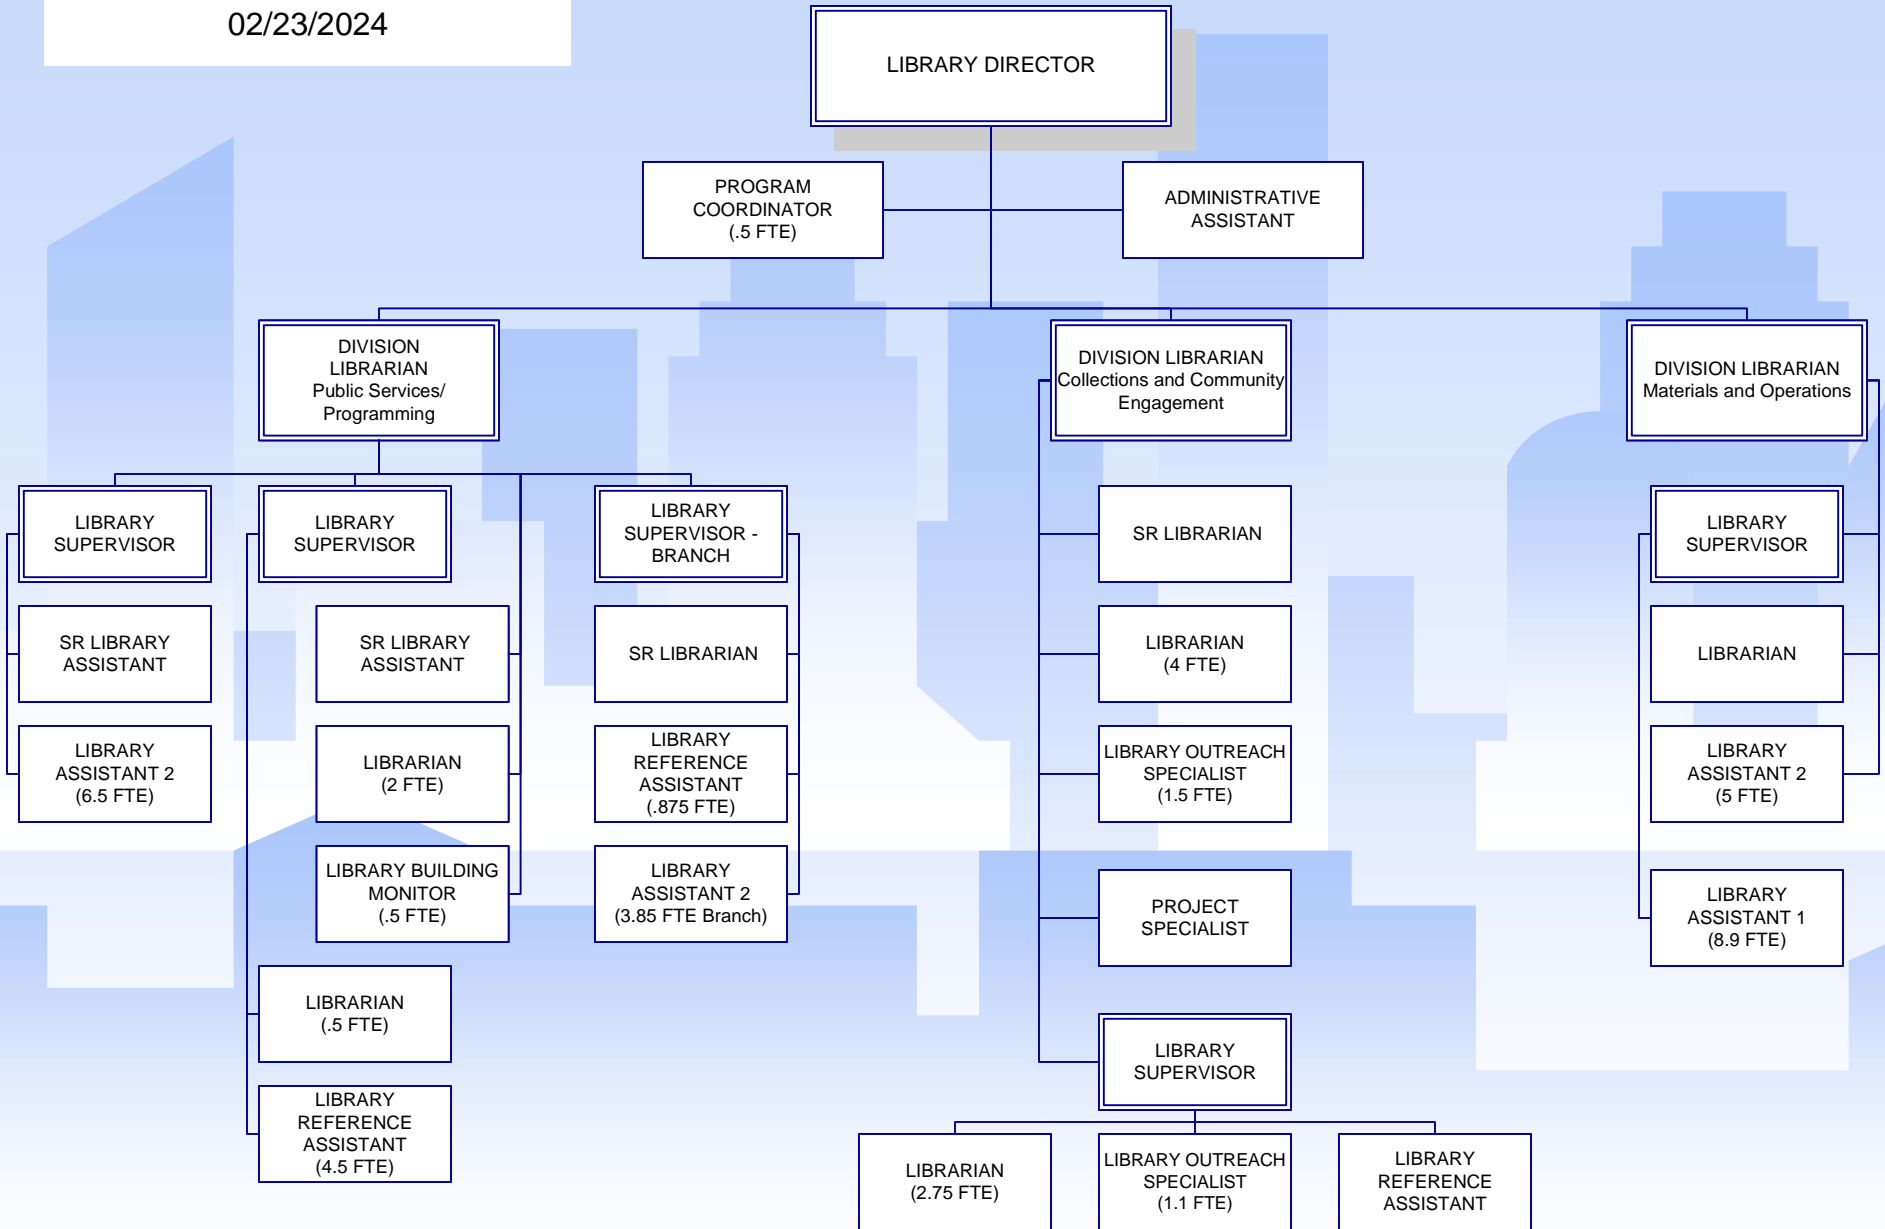 02/23/2024
LIBRARY DIRECTOR
PROGRAM
COORDINATOR
(.5 FTE)
ADMINISTRATIVE
ASSISTANT
DIVISION
LIBRARIAN
Public Services/
Programming
DIVISION LIBRARIAN
Collections and Community
Engagement
DIVISION LIBRARIAN
Materials and Operations
LIBRARY
SUPERVISOR
SR LIBRARY
ASSISTANT
LIBRARY
ASSISTANT 2
(6.5 FTE)
LIBRARY
SUPERVISOR
SR LIBRARY
ASSISTANT
LIBRARIAN
(2 FTE)
LIBRARY BUILDING
MONITOR
(.5 FTE)
LIBRARIAN
(.5 FTE)
LIBRARY
REFERENCE
ASSISTANT
(4.5 FTE)
LIBRARY
SUPERVISOR -
BRANCH
SR LIBRARIAN
LIBRARY
REFERENCE
ASSISTANT
(.875 FTE)
LIBRARY
ASSISTANT 2
(3.85 FTE Branch)
SR LIBRARIAN
LIBRARIAN
(4 FTE)
LIBRARY OUTREACH
SPECIALIST
(1.5 FTE)
PROJECT
SPECIALIST
LIBRARY
SUPERVISOR
LIBRARIAN
(2.75 FTE)
LIBRARY OUTREACH
SPECIALIST
(1.1 FTE)
LIBRARY
REFERENCE
ASSISTANT
LIBRARY
SUPERVISOR
LIBRARIAN
LIBRARY
ASSISTANT 2
(5 FTE)
LIBRARY
ASSISTANT 1
(8.9 FTE)